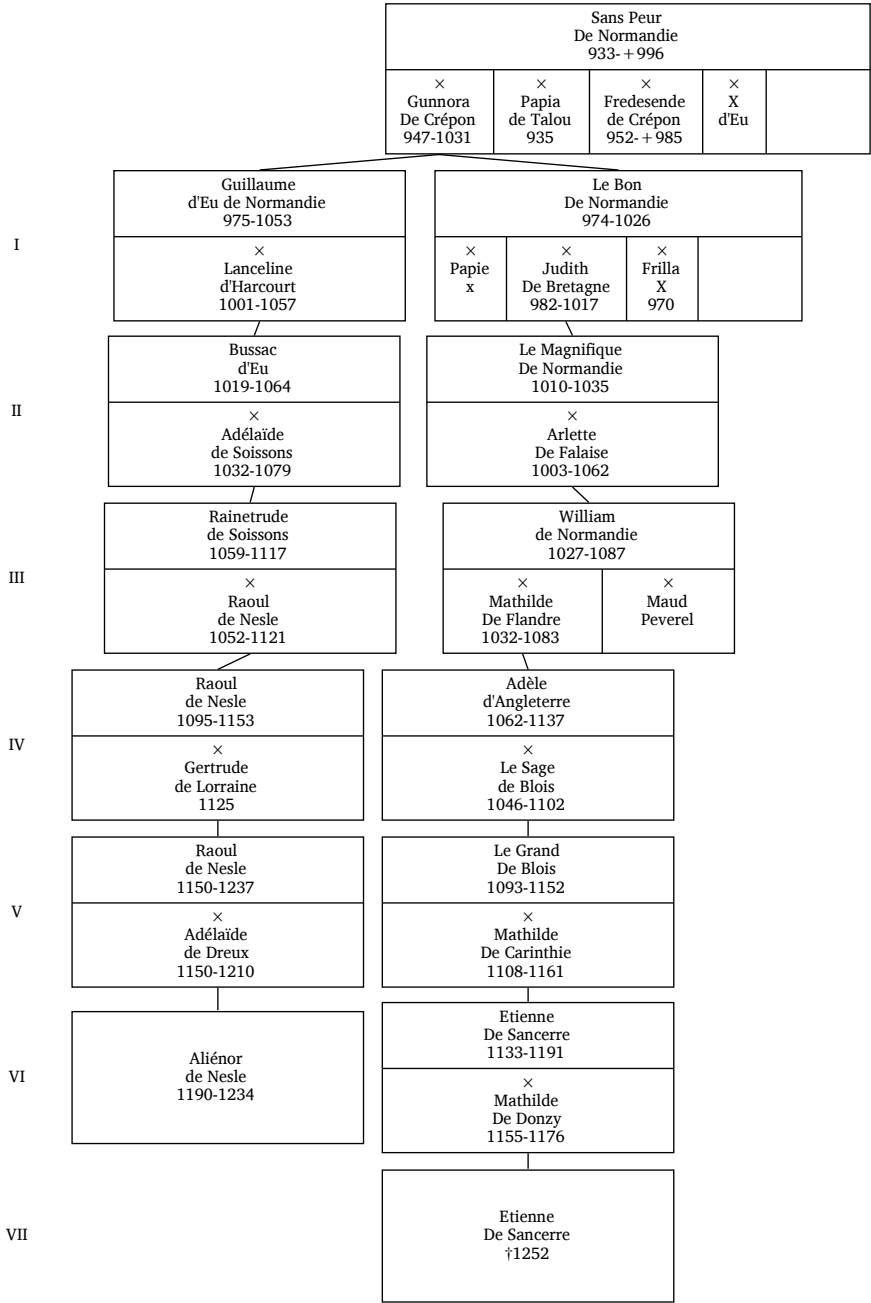 Sans Peur
De Normandie
933-+996
×
Gunnora
De Crépon
947-1031
×
Papia
de Talou
935
×
Fredesende
de Crépon
952-+985
×
X
d'Eu
I
Guillaume
d'Eu de Normandie
975-1053
×
Lanceline
d'Harcourt
1001-1057
Le Bon
De Normandie
974-1026
×
Papie
x
×
Judith
De Bretagne
982-1017
×
Frilla
X
970
II
Bussac
d'Eu
1019-1064
×
Adélaïde
de Soissons
1032-1079
Le Magnifique
De Normandie
1010-1035
×
Arlette
De Falaise
1003-1062
III
Rainetrude
de Soissons
1059-1117
×
Raoul
de Nesle
1052-1121
William
de Normandie
1027-1087
×
Mathilde
De Flandre
1032-1083
×
Maud
Peverel
IV
Raoul
de Nesle
1095-1153
×
Gertrude
de Lorraine
1125
Adèle
d'Angleterre
1062-1137
×
Le Sage
de Blois
1046-1102
V
Raoul
de Nesle
1150-1237
×
Adélaïde
de Dreux
1150-1210
Le Grand
De Blois
1093-1152
×
Mathilde
De Carinthie
1108-1161
VI
Aliénor
de Nesle
1190-1234
Etienne
De Sancerre
1133-1191
×
Mathilde
De Donzy
1155-1176
VII
Etienne
De Sancerre
†1252